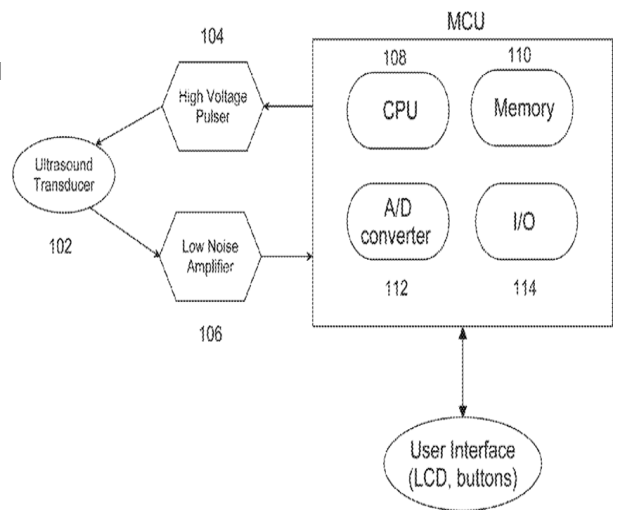 MCU
104
High Voltage
Pulser
108
CPU
110
Memory
Ultrasound
Transducer
102
Low Noise
Amplifier
106
A/D
converter
112
I/O
114
User Interface
(LCD, buttons)